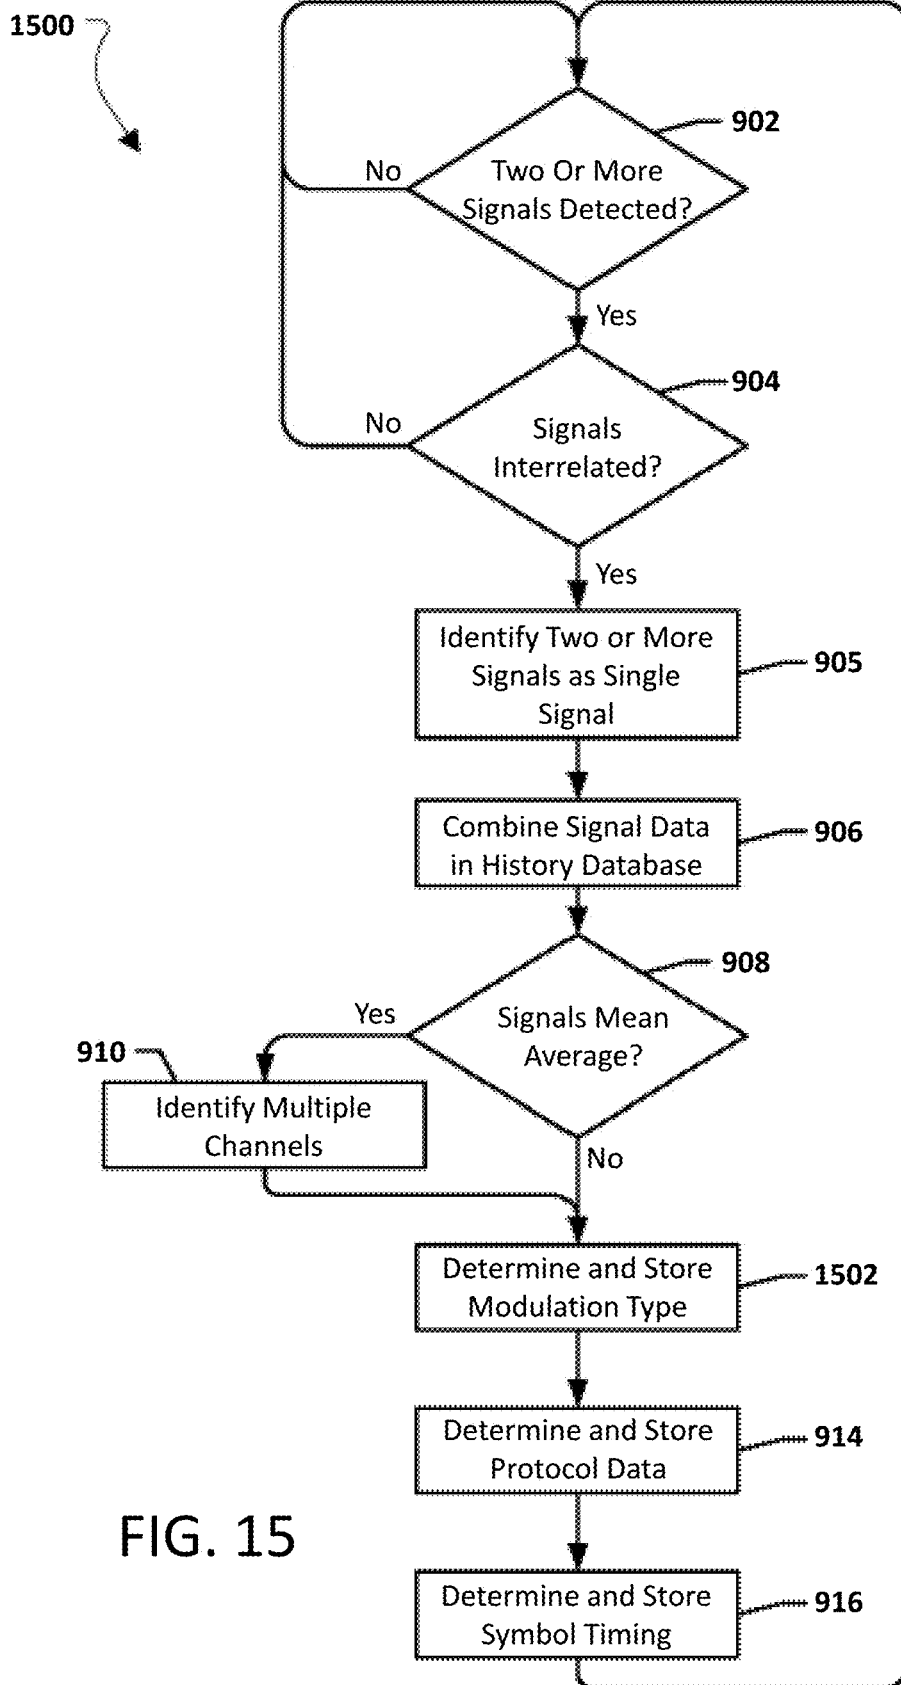 1500
902
No
Two Or More
Signals Detected?
Yes
904
No
Signals
Interrelated?
Yes
Identify Two or More
Signals as Single
Signal
905
Combine Signal Data
in History Database
906
908
Yes
Signals Mean
Average?
910
Identify Multiple
Channels
No
Determine and Store
Modulation Type
1502
Determine and Store
Protocol Data
914
FIG. 15
Determine and Store
Symbol Timing
916